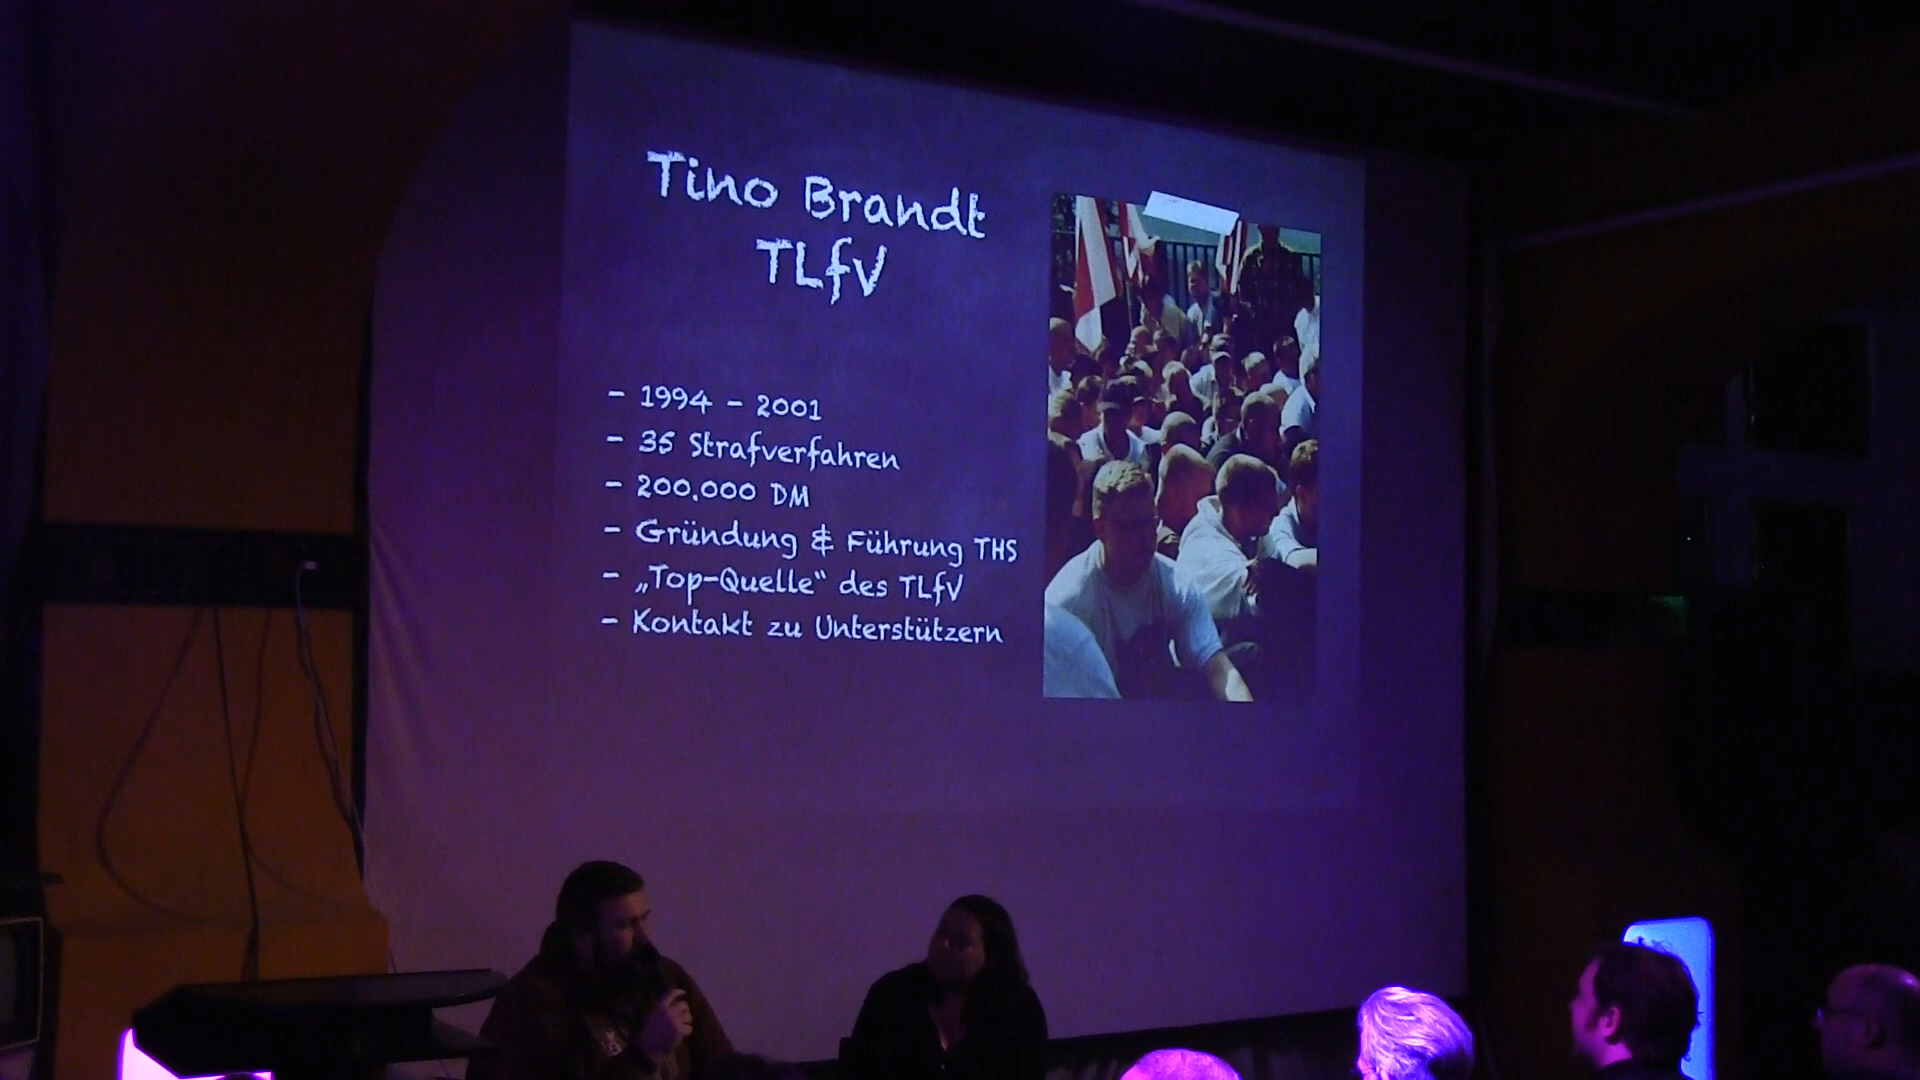 Tino Brandt
TLfV
- 1994 - 2001
- 35 Strafverfahren
- 200.000 DM
- Gründung & Führung THS
- „Top-Quelle“ des TLfV
- Kontakt zu Unterstützern